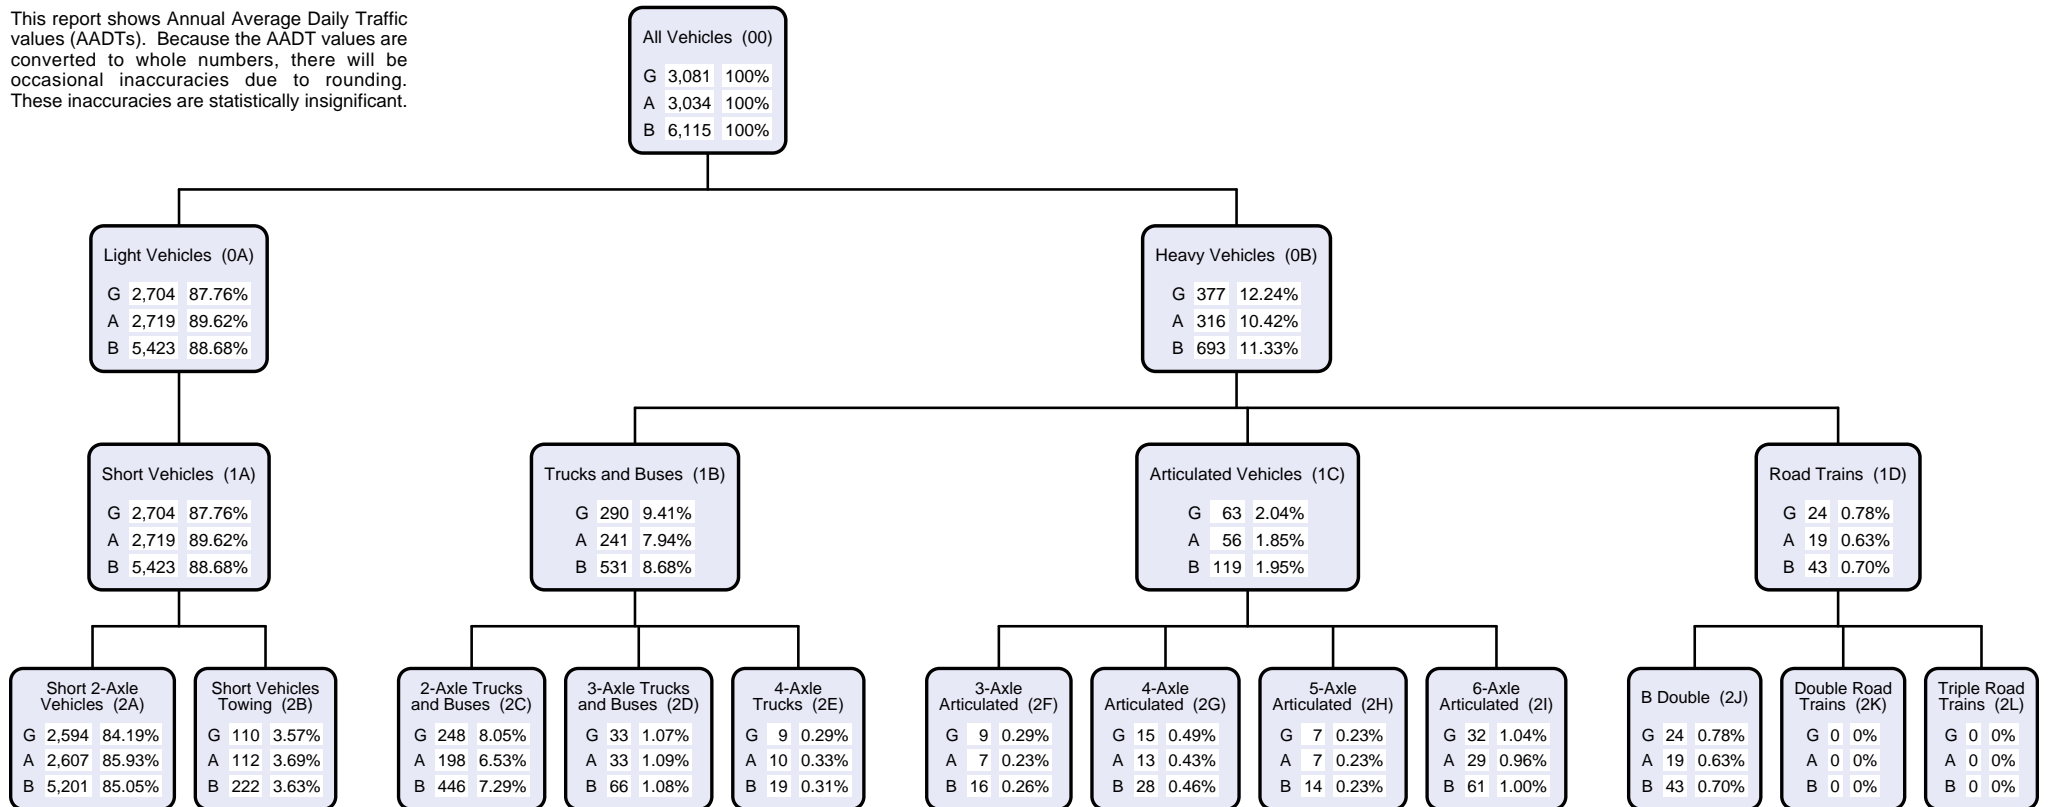 This report shows Annual Average Daily Traffic
values (AADTs). Because the AADT values are
converted to whole numbers, there will be
occasional inaccuracies due to rounding.
These inaccuracies are statistically insignificant.
All Vehicles (00)
G 3,081 100%
A 3,034 100%
B 6,115 100%
Light Vehicles (0A)
G 2,704 87.76%
A 2,719 89.62%
B 5,423 88.68%
Heavy Vehicles (0B)
G 377 12.24%
A 316 10.42%
B 693 11.33%
Short Vehicles (1A)
G 2,704 87.76%
A 2,719 89.62%
B 5,423 88.68%
Trucks and Buses (1B)
G 290 9.41%
A 241 7.94%
B 531 8.68%
Articulated Vehicles (1C)
G 63 2.04%
A 56 1.85%
B 119 1.95%
Road Trains (1D)
G 24 0.78%
A 19 0.63%
B 43 0.70%
Short 2-Axle
Vehicles (2A)
G 2,594 84.19%
A 2,607 85.93%
B 5,201 85.05%
Short Vehicles
Towing (2B)
G 110 3.57%
A 112 3.69%
B 222 3.63%
2-Axle Trucks
and Buses (2C)
G 248 8.05%
A 198 6.53%
B 446 7.29%
3-Axle Trucks
and Buses (2D)
G 33 1.07%
A 33 1.09%
B 66 1.08%
4-Axle
Trucks (2E)
G 9 0.29%
A 10 0.33%
B 19 0.31%
3-Axle
Articulated (2F)
G 9 0.29%
A 7 0.23%
B 16 0.26%
4-Axle
Articulated (2G)
G 15 0.49%
A 13 0.43%
B 28 0.46%
5-Axle
Articulated (2H)
G 7 0.23%
A 7 0.23%
B 14 0.23%
6-Axle
Articulated (2I)
G 32 1.04%
A 29 0.96%
B 61 1.00%
B Double (2J)
G 24 0.78%
A 19 0.63%
B 43 0.70%
Double Road
Trains (2K)
G 0 0%
A 0 0%
B 0 0%
Triple Road
Trains (2L)
G 0 0%
A 0 0%
B 0 0%